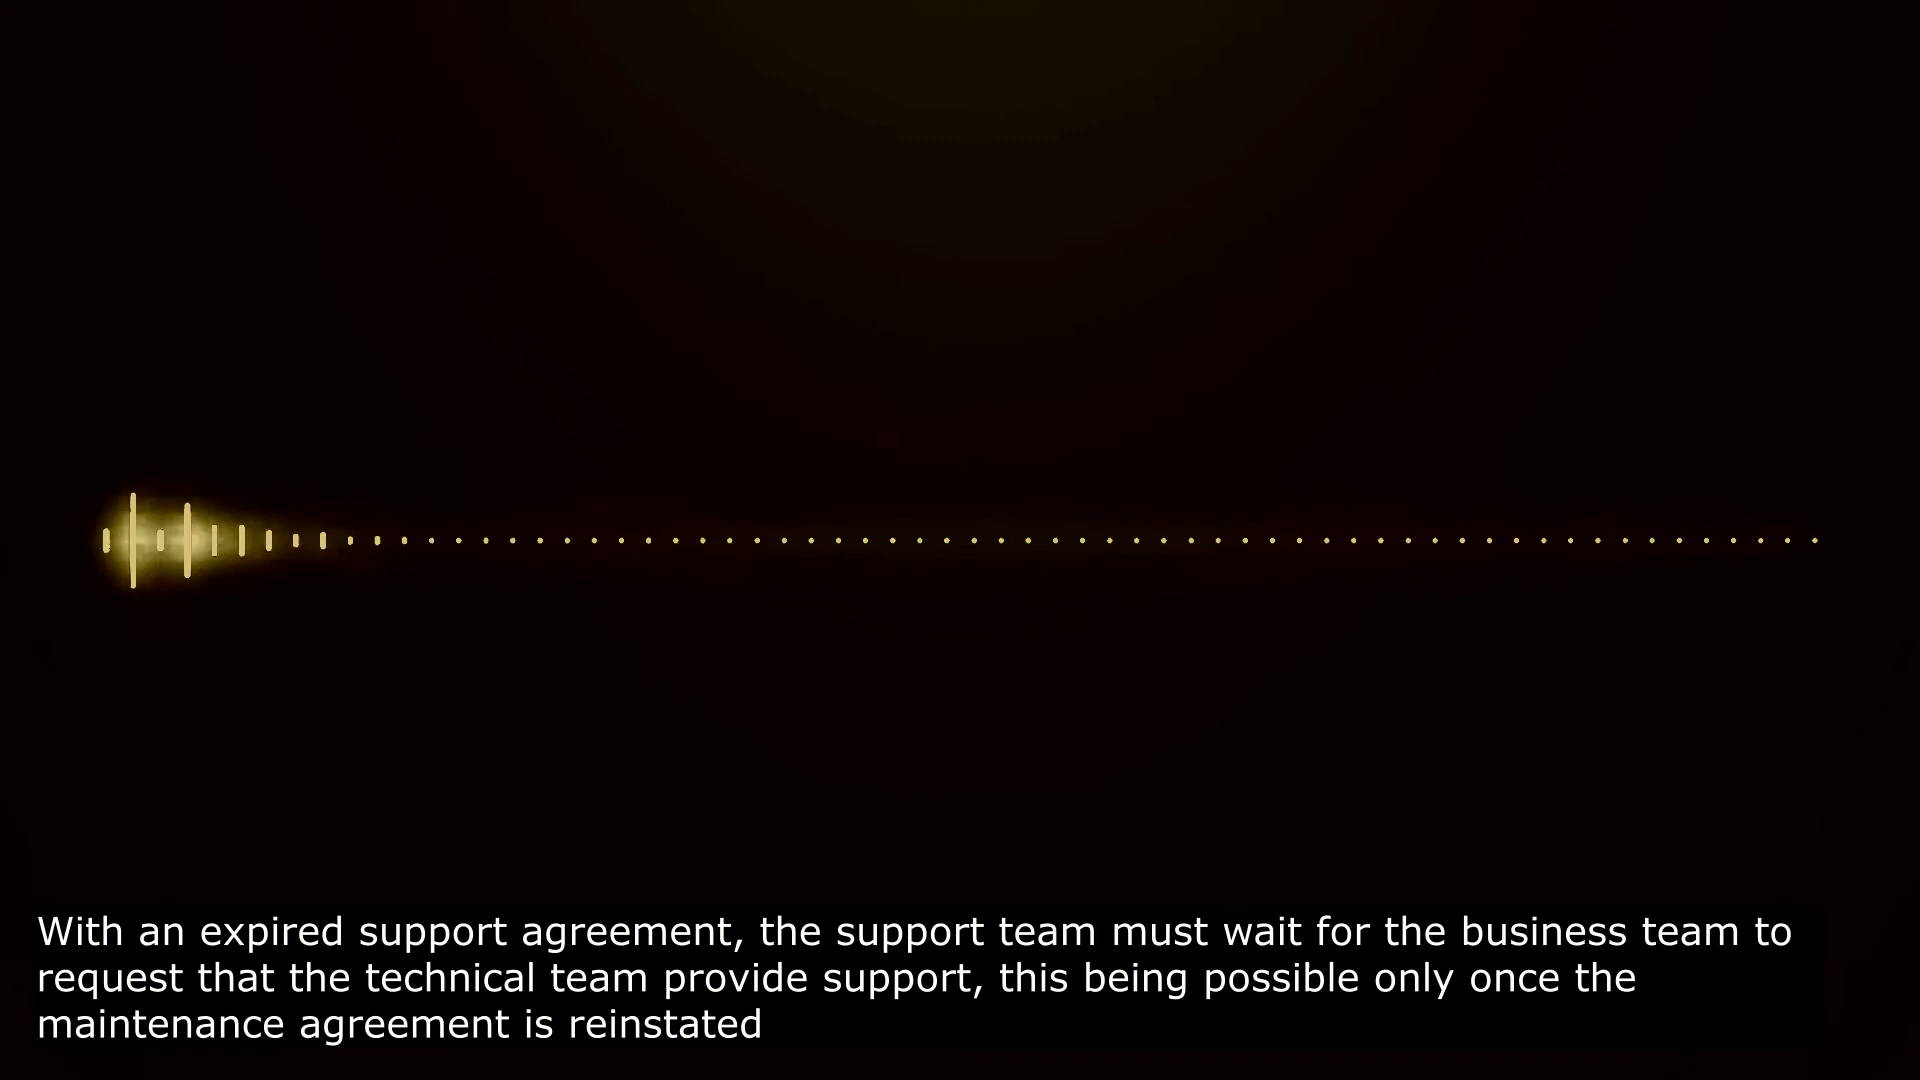 With an expired support agreement, the support team must wait for the business team to
request that the technical team provide support, this being possible only once the
maintenance agreement is reinstated